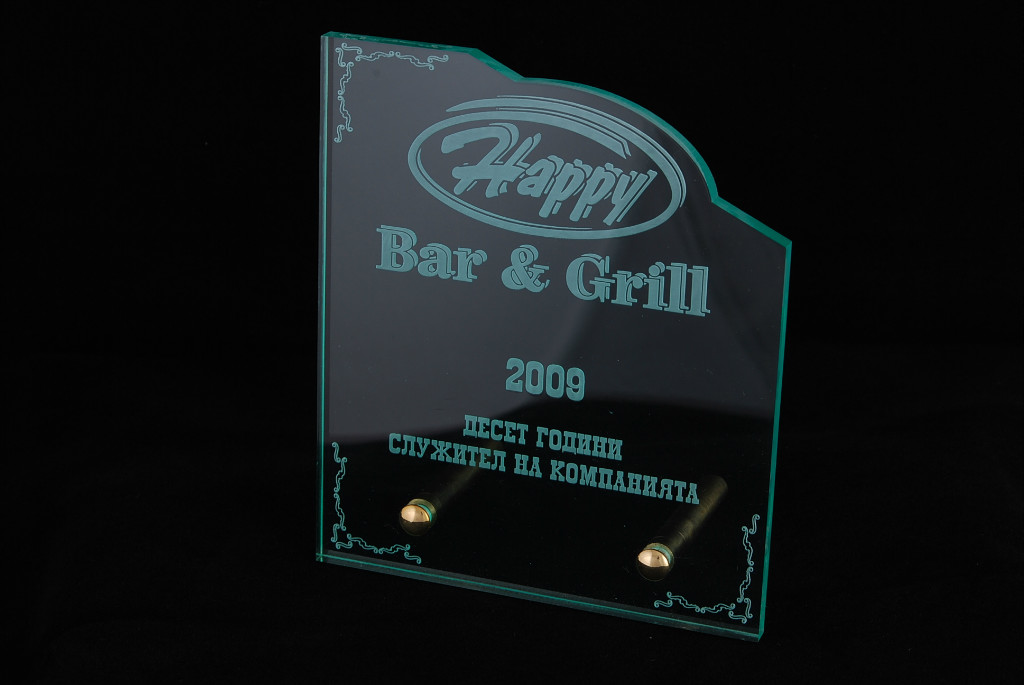 Happy
Bar & Grill
2009
ДЕСЕТ ГОДИНИ
СЛУЖИТЕЛ НА КОМПАНИЯТА